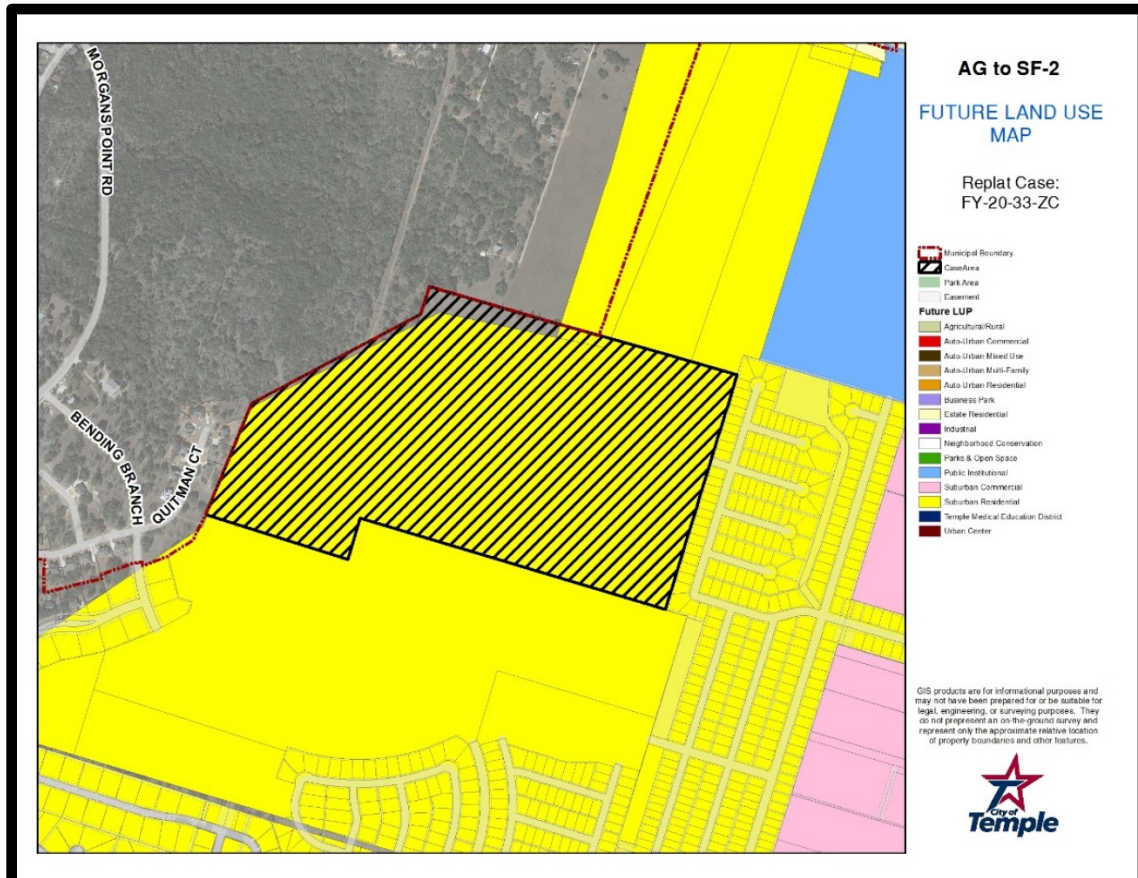 MORGANS POINT RD
BENDING BRANCH
QUITMAN CT
AG to SF-2
FUTURE LAND USE
MAP
Replat Case:
FY-20-33-ZC
Municipal Boundary
CaseArea
Park Area
Easement
Future LUP
Agricultural/Rural
Auto-Urban Commercial
Auto-Urban Mixed Use
Auto-Urban Multi-Family
Auto-Urban Residential
Business Park
Estate Residential
Industrial
Neighborhood Conservation
Parks & Open Space
Public Institutional
Suburban Commercial
Suburban Residential
Temple Medical Education District
Urban Center
GIS products are for informational purposes and
may not have been prepared for or be suitable for
legal, engineering, or surveying purposes. They
do not prepresent an on-the-ground survey and
represent only the approximate relative location
of property boundaries and other features.
City of
Temple